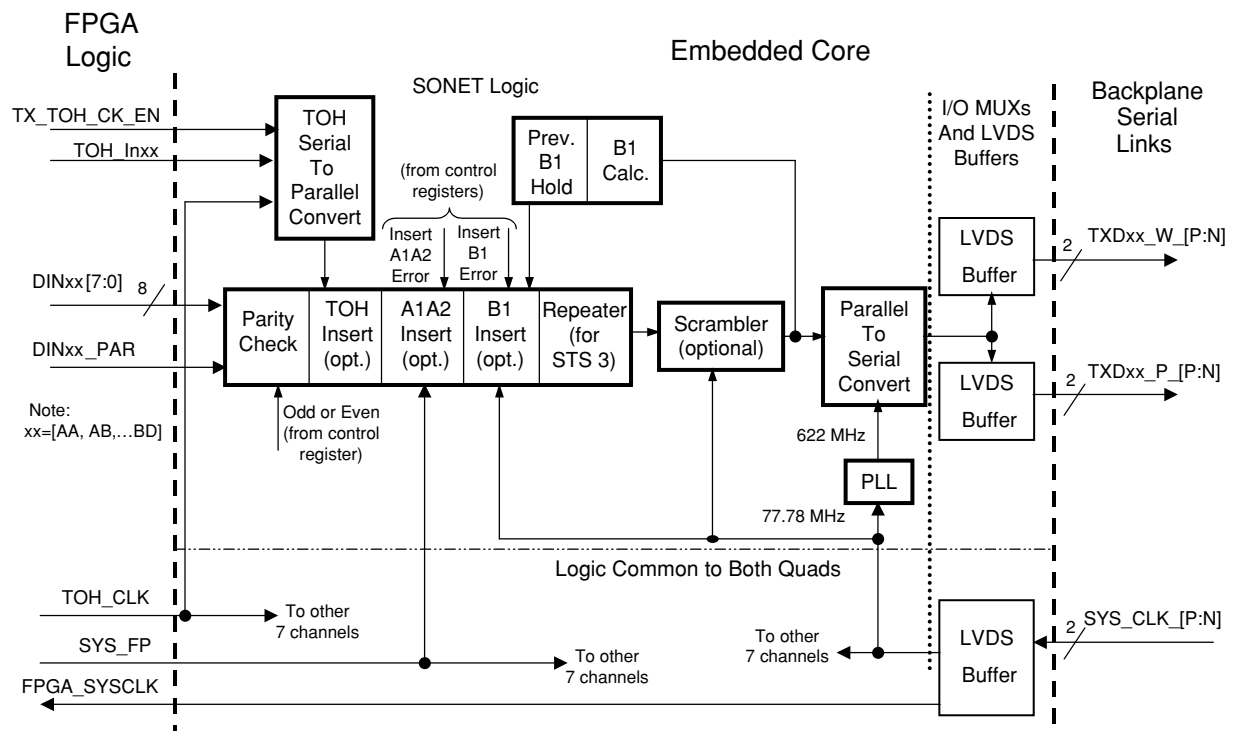 FPGA
Logic
Embedded Core
SONET Logic
I/O MUXs
And LVDS
Buffers
Backplane
Serial
Links
TX_TOH_CK_EN
TOH_Inxx
TOH
Serial
To
Parallel
Convert
(from control
registers)
Prev.
B1
Hold
B1
Calc.
Insert
A1A2
Error
Insert
B1
Error
LVDS
Buffer
2
TXDxx_W_[P:N]
DINxx[7:0]
8
DINxx_PAR
Parity
Check
TOH
Insert
(opt.)
A1A2
Insert
(opt.)
B1
Insert
(opt.)
Repeater
(for
STS 3)
Scrambler
(optional)
Parallel
To
Serial
Convert
LVDS
Buffer
2
TXDxx_P_[P:N]
Note:
xx=[AA, AB,...BD]
Odd or Even
(from control
register)
622 MHz
PLL
77.78 MHz
Logic Common to Both Quads
TOH_CLK
To other
7 channels
SYS_FP
To other
7 channels
To other
7 channels
LVDS
Buffer
2
SYS_CLK_[P:N]
FPGA_SYSCLK